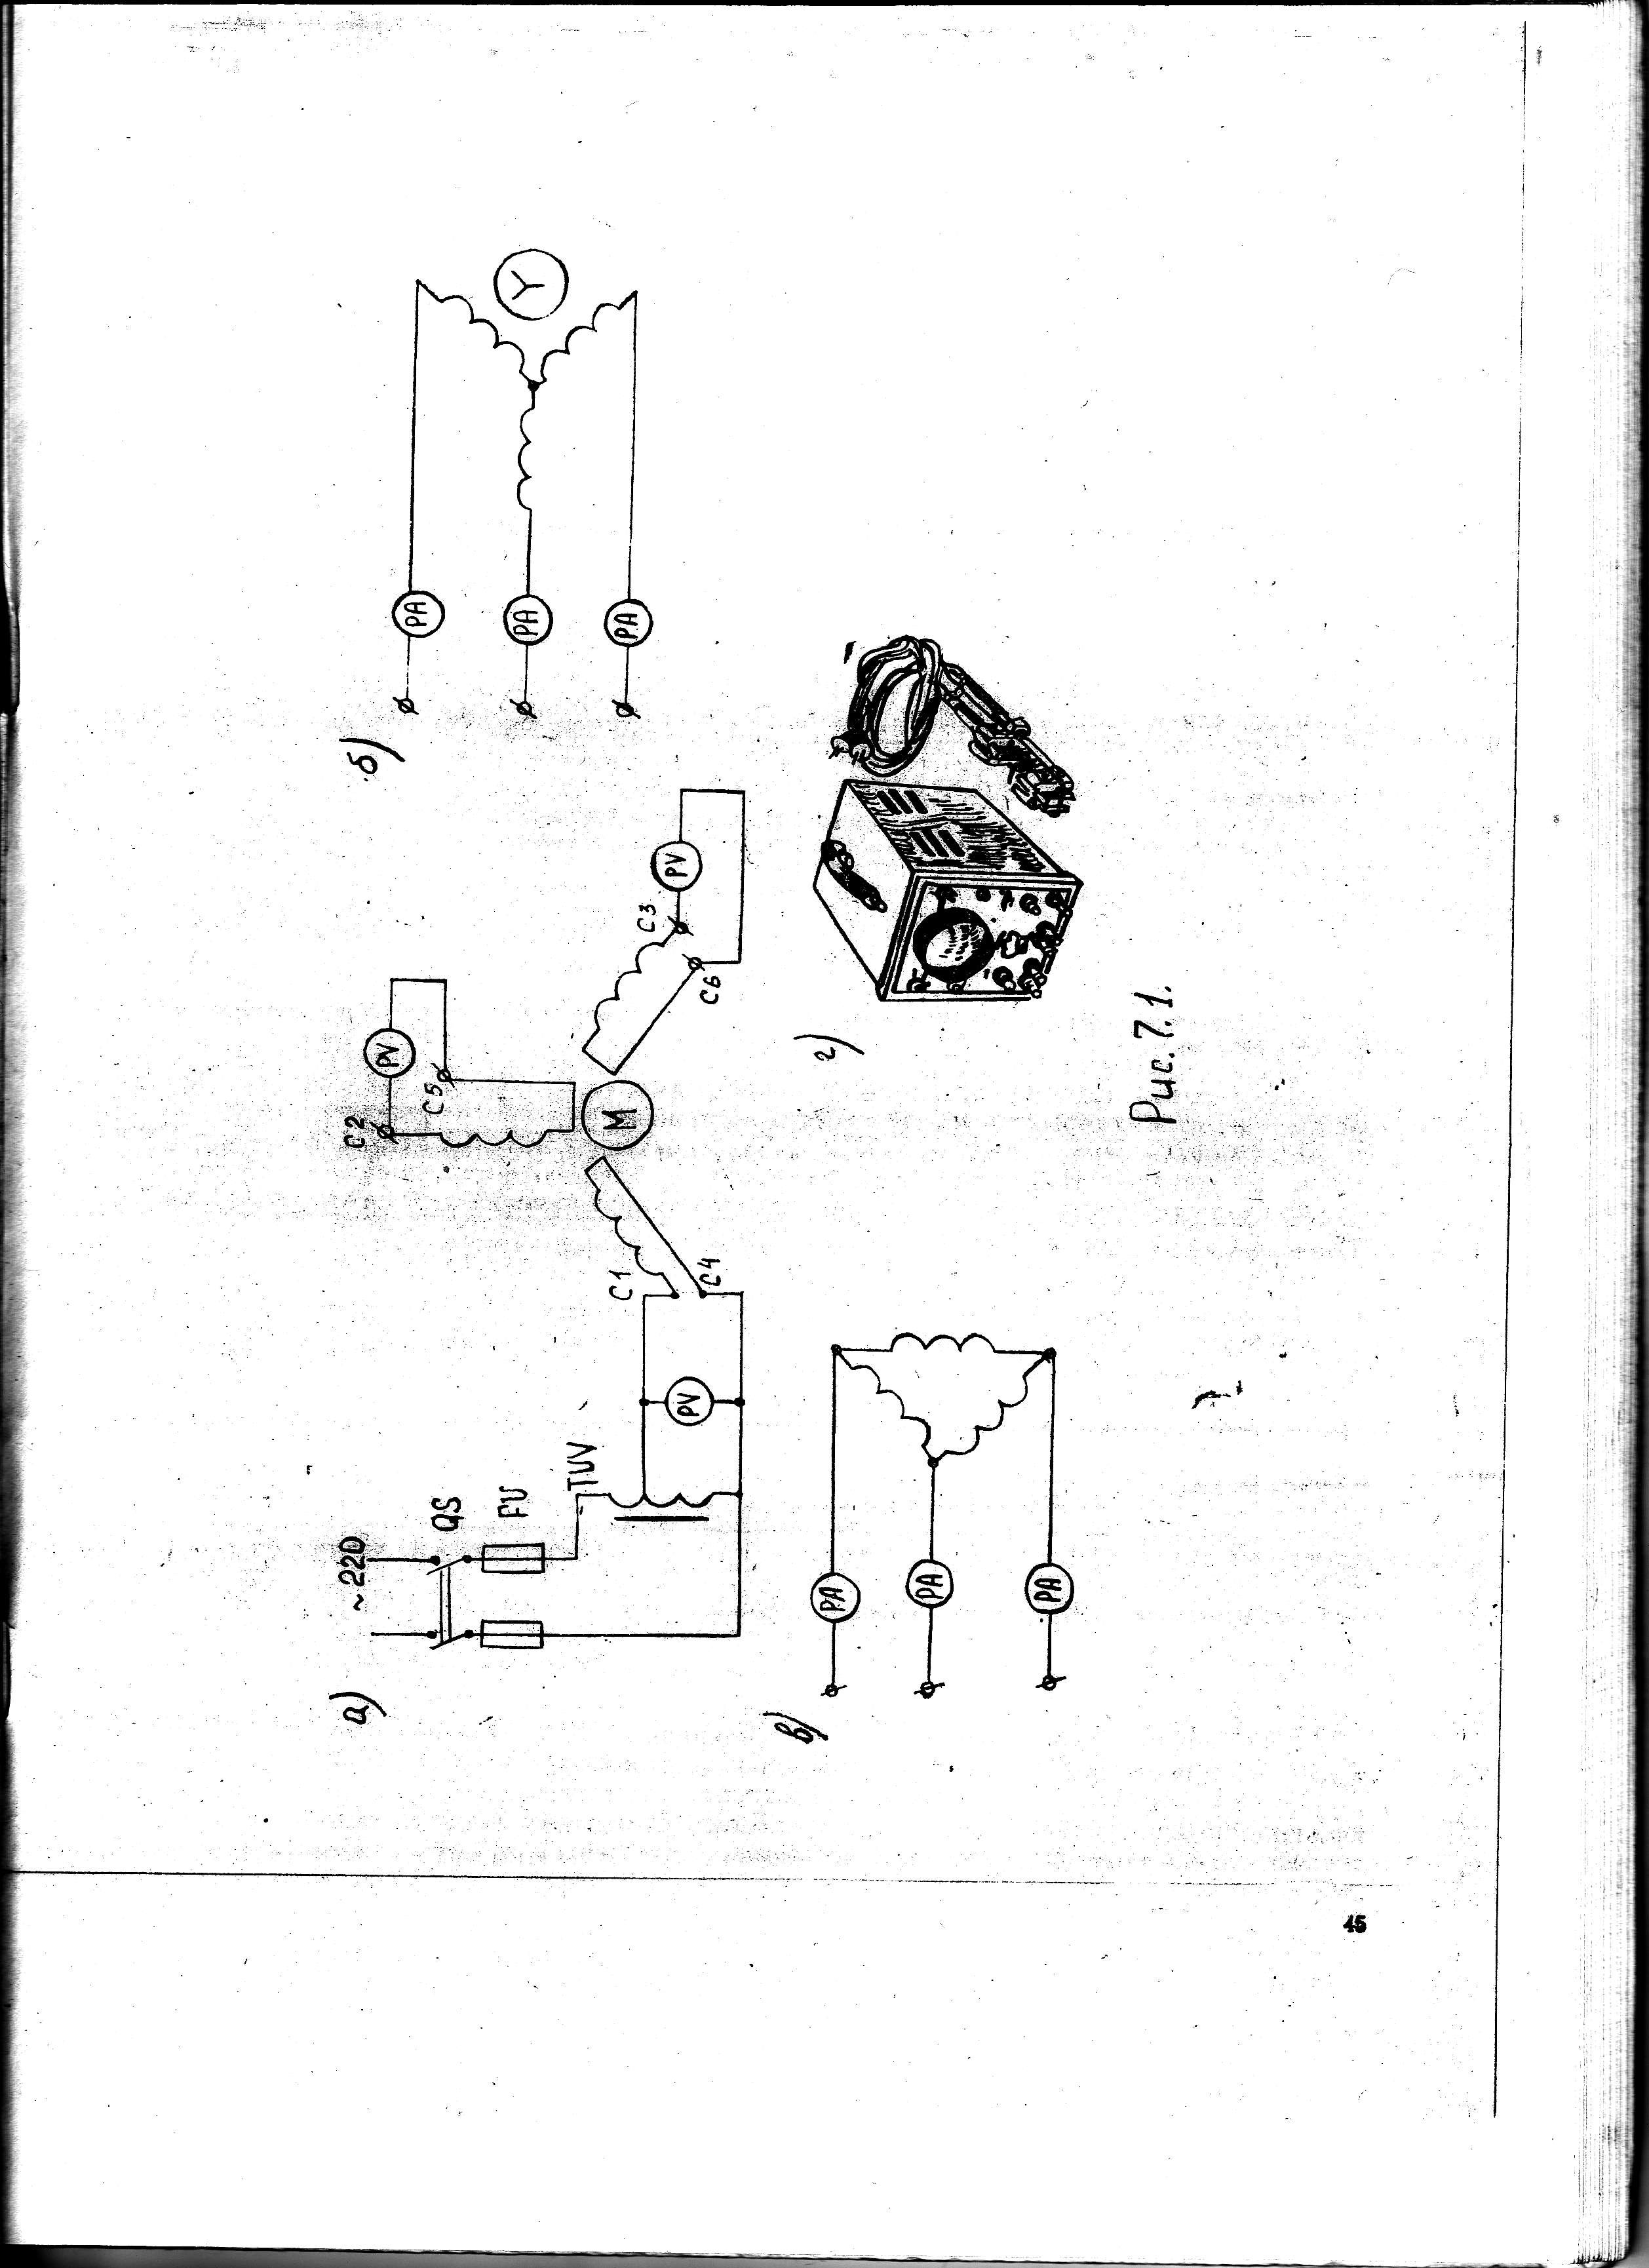 а)
~220
QS
FU
TUV
PV
C1
C4
C2
C5
PV
M
C3
C6
PV
б)
PA
PA
PA
Y
в)
PA
PA
PA
г)
Рис. 7.1.
45